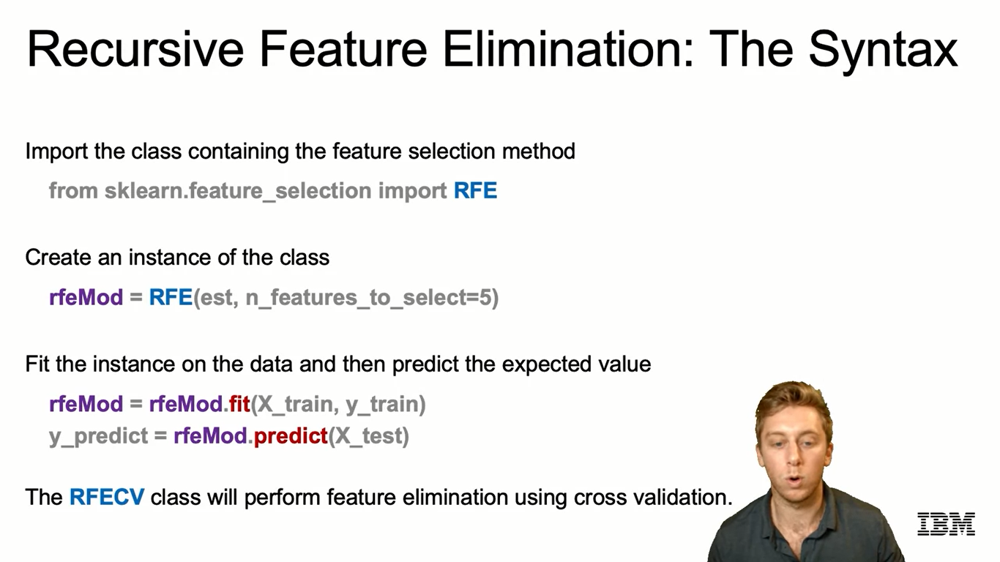 Recursive Feature Elimination: The Syntax
Import the class containing the feature selection method
from sklearn.feature_selection import RFE
Create an instance of the class
rfeMod = RFE(est, n_features_to_select=5)
Fit the instance on the data and then predict the expected value
rfeMod = rfeMod.fit(X_train, y_train)
y_predict = rfeMod.predict(X_test)
The RFECV class will perform feature elimination using cross validation.
IBM